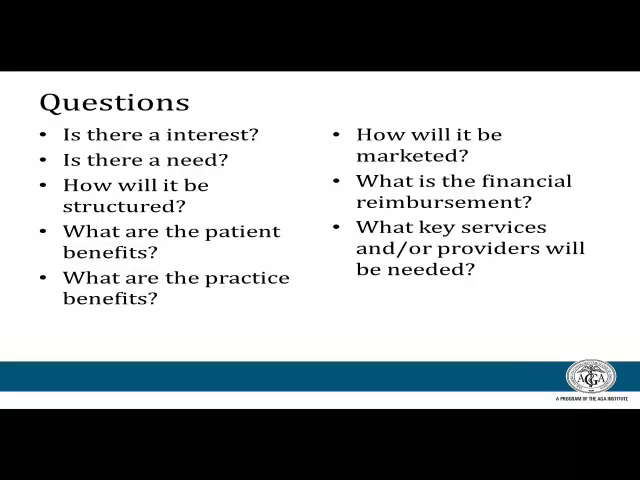 Questions
• Is there a interest?
• Is there a need?
• How will it be
structured?
• What are the patient
benefits?
• What are the practice
benefits?
• How will it be
marketed?
• What is the financial
reimbursement?
• What key services
and/or providers will
be needed?
AGA
A PROGRAM OF THE AGA INSTITUTE